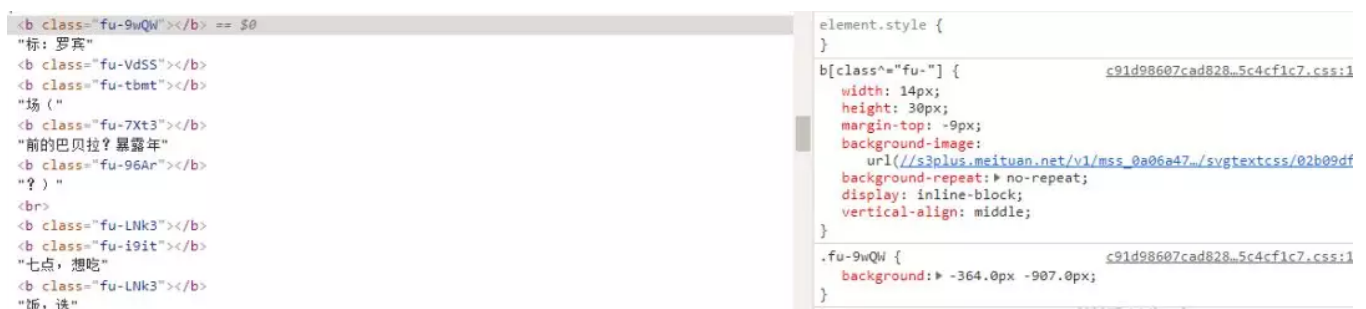 <b class="fu-9wQW"></b> == $0
"标：罗宾"
<b class="fu-VdSS"></b>
<b class="fu-tbmt"></b>
"场（"
<b class="fu-7Xt3"></b>
"前的巴贝拉？暴露年"
<b class="fu-96Ar"></b>
"？）"
<br>
<b class="fu-LNk3"></b>
<b class="fu-i9it"></b>
"七点，想吃"
<b class="fu-LNk3"></b>
"饭，选"
element.style {
}
b[class^="fu-"] { c91d98607cad828…5c4cf1c7.css:1
width: 14px;
height: 30px;
margin-top: -9px;
background-image:
url(//s3plus.meituan.net/v1/mss_0a06a47…/svgtextcss/02b09df
background-repeat: no-repeat;
display: inline-block;
vertical-align: middle;
}
.fu-9wQW { c91d98607cad828…5c4cf1c7.css:1
background: -364.0px -907.0px;
}